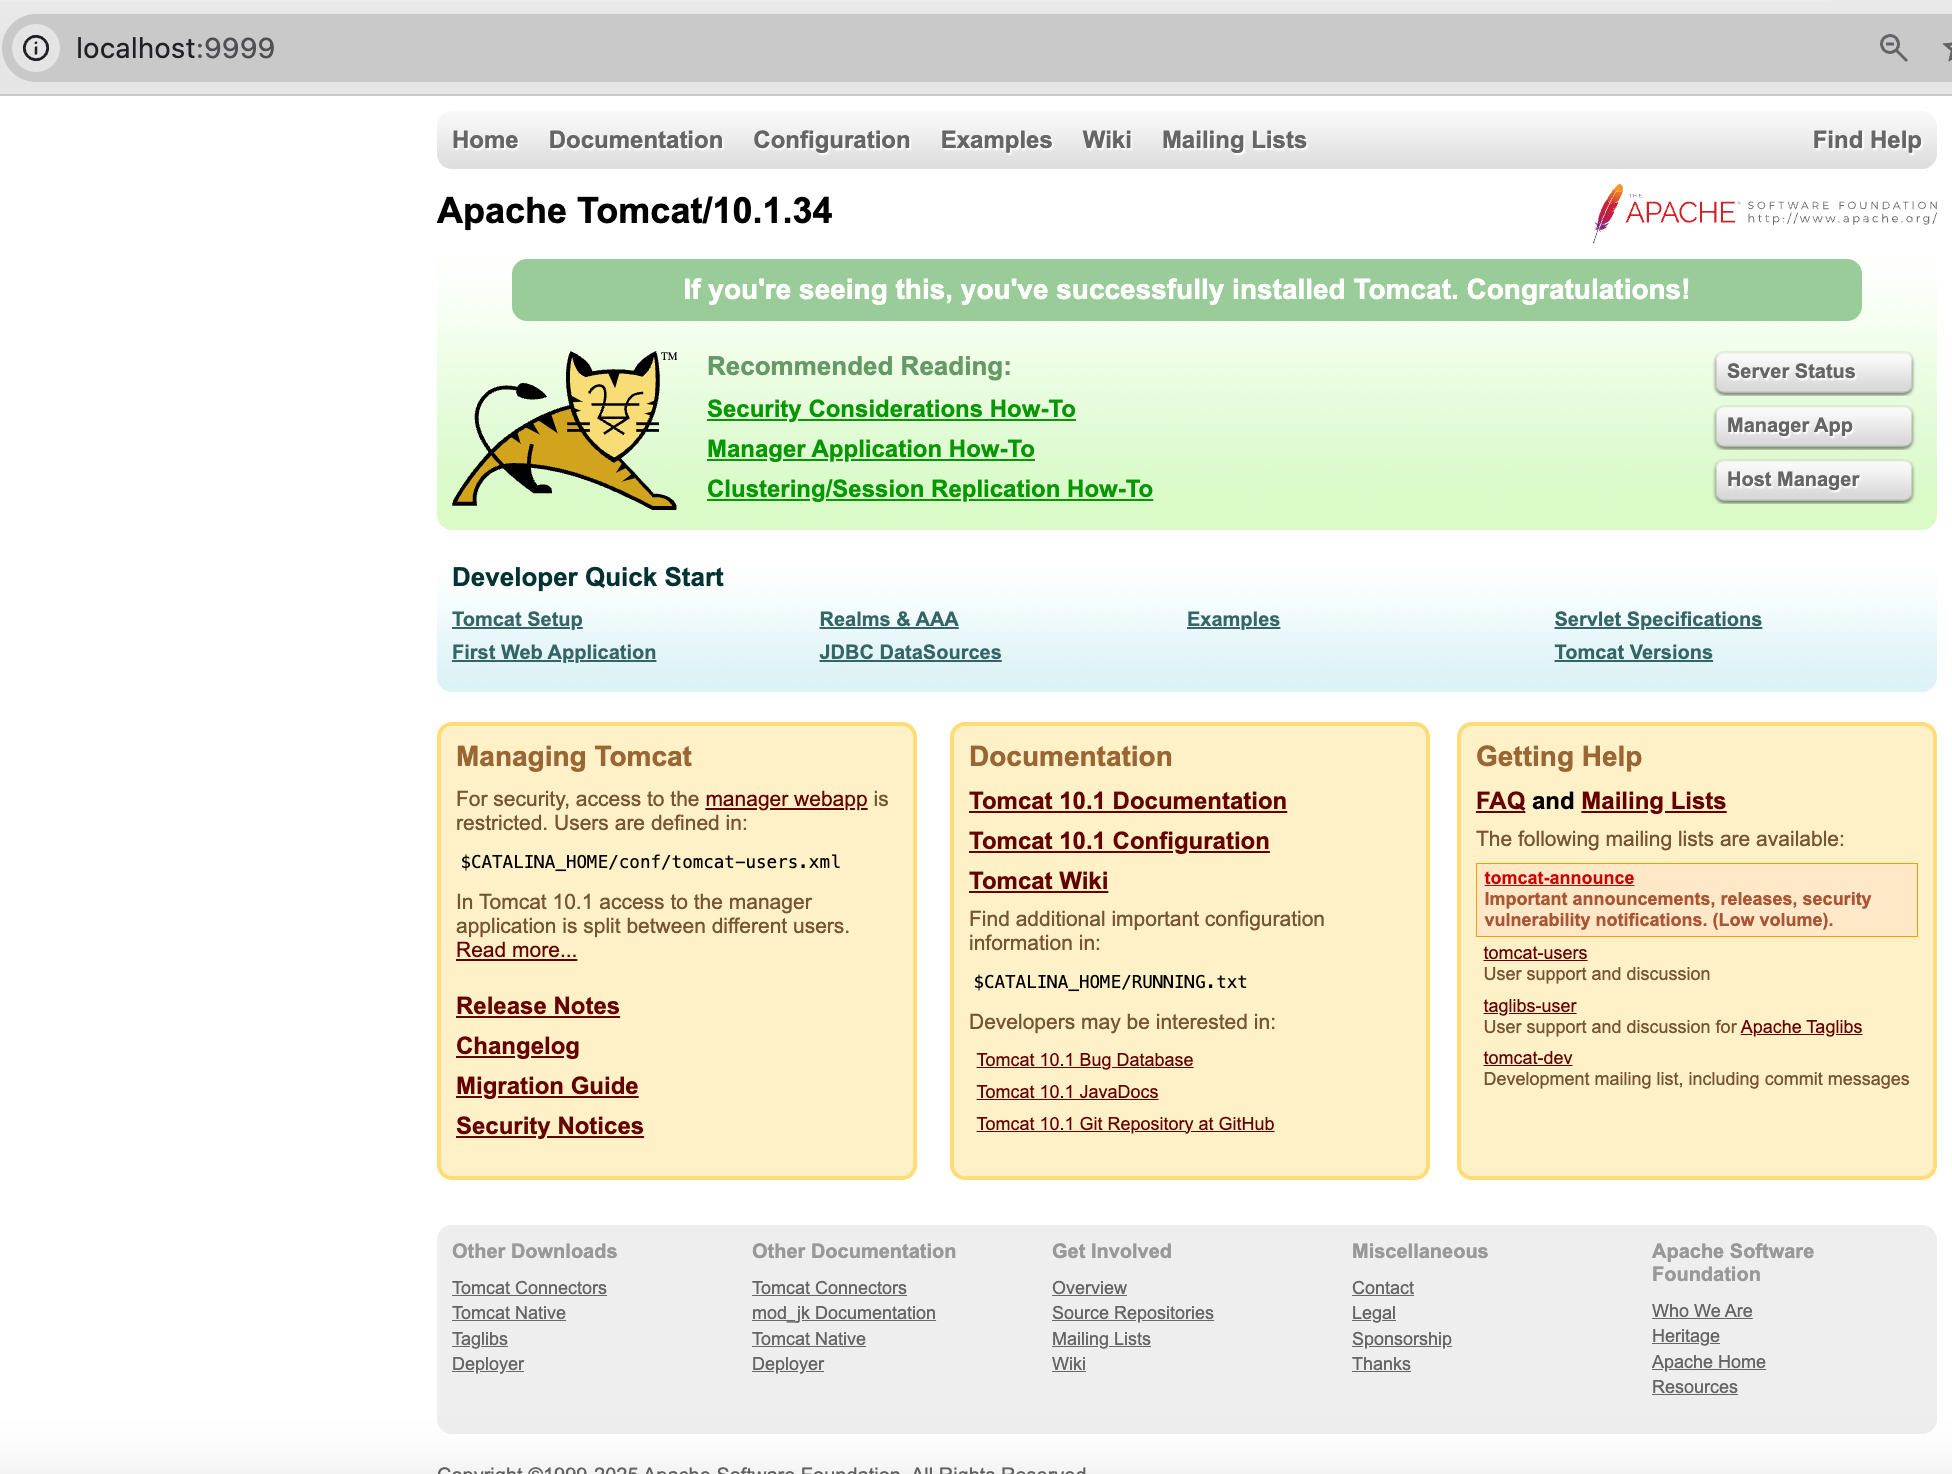 localhost:9999
Home Documentation Configuration Examples Wiki Mailing Lists Find Help
Apache Tomcat/10.1.34
THE APACHE SOFTWARE FOUNDATION
http://www.apache.org/
If you're seeing this, you've successfully installed Tomcat. Congratulations!
TM
Recommended Reading:
Security Considerations How-To
Manager Application How-To
Clustering/Session Replication How-To
Server Status
Manager App
Host Manager
Developer Quick Start
Tomcat Setup
First Web Application
Realms & AAA
JDBC DataSources
Examples
Servlet Specifications
Tomcat Versions
Managing Tomcat
For security, access to the manager webapp is
restricted. Users are defined in:
$CATALINA_HOME/conf/tomcat-users.xml
In Tomcat 10.1 access to the manager
application is split between different users.
Read more...
Release Notes
Changelog
Migration Guide
Security Notices
Documentation
Tomcat 10.1 Documentation
Tomcat 10.1 Configuration
Tomcat Wiki
Find additional important configuration
information in:
$CATALINA_HOME/RUNNING.txt
Developers may be interested in:
Tomcat 10.1 Bug Database
Tomcat 10.1 JavaDocs
Tomcat 10.1 Git Repository at GitHub
Getting Help
FAQ and Mailing Lists
The following mailing lists are available:
tomcat-announce
Important announcements, releases, security
vulnerability notifications. (Low volume).
tomcat-users
User support and discussion
taglibs-user
User support and discussion for Apache Taglibs
tomcat-dev
Development mailing list, including commit messages
Other Downloads
Tomcat Connectors
Tomcat Native
Taglibs
Deployer
Other Documentation
Tomcat Connectors
mod_jk Documentation
Tomcat Native
Deployer
Get Involved
Overview
Source Repositories
Mailing Lists
Wiki
Miscellaneous
Contact
Legal
Sponsorship
Thanks
Apache Software
Foundation
Who We Are
Heritage
Apache Home
Resources
Copyright ©1999-2025 Apache Software Foundation. All Rights Reserved